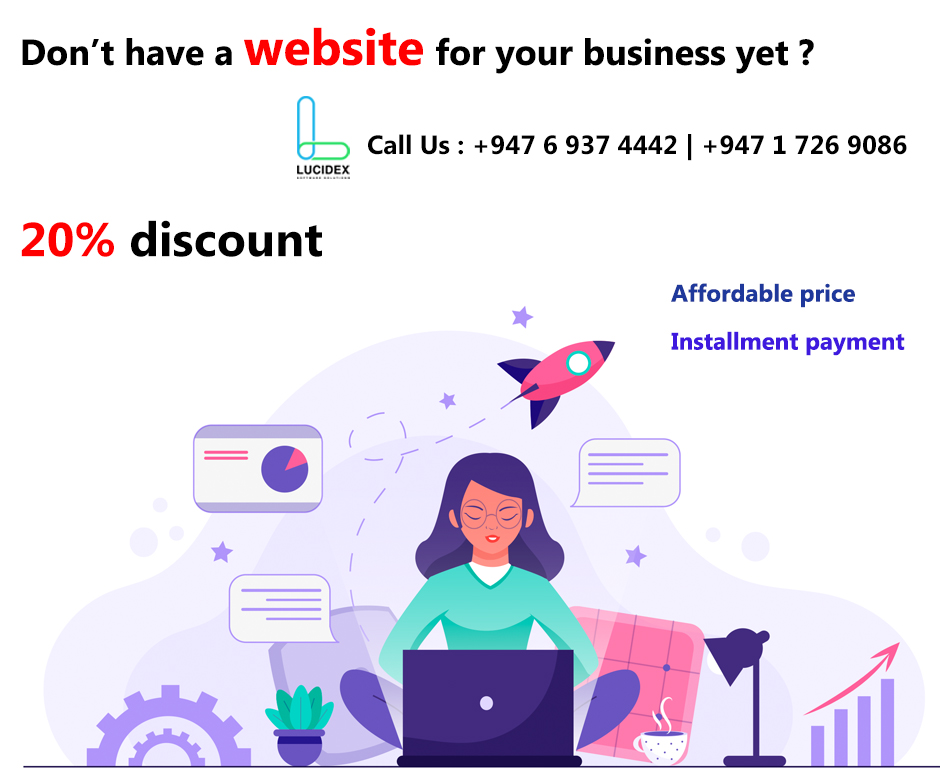 Don’t have a website for your business yet ?
Call Us : +947 6 937 4442 | +947 1 726 9086
LUCIDEX
SOFTWARE SOLUTIONS
20% discount
Affordable price
Installment payment